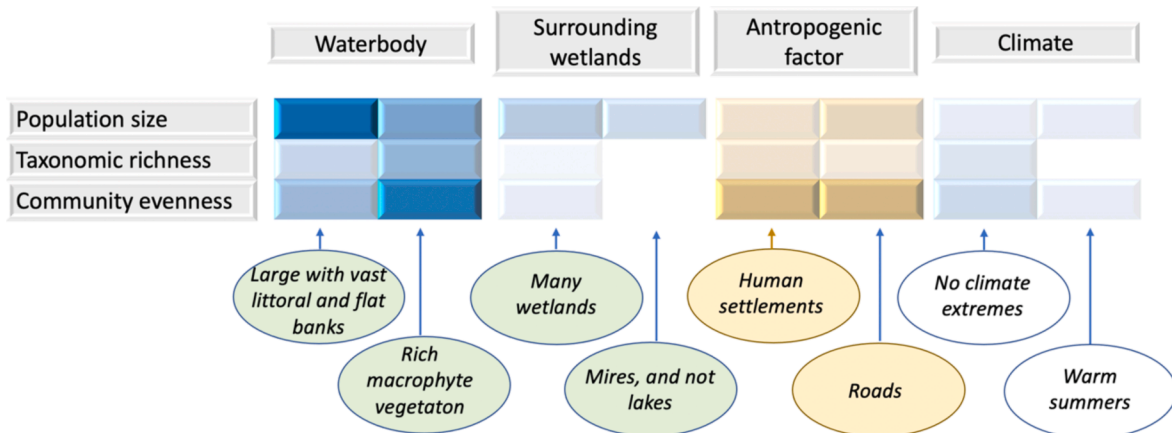 Waterbody
Surrounding
wetlands
Antropogenic
factor
Climate
Population size
Taxonomic richness
Community evenness
Large with vast
littoral and flat
banks
Rich
macrophyte
vegetaton
Many
wetlands
Mires, and not
lakes
Human
settlements
Roads
No climate
extremes
Warm
summers